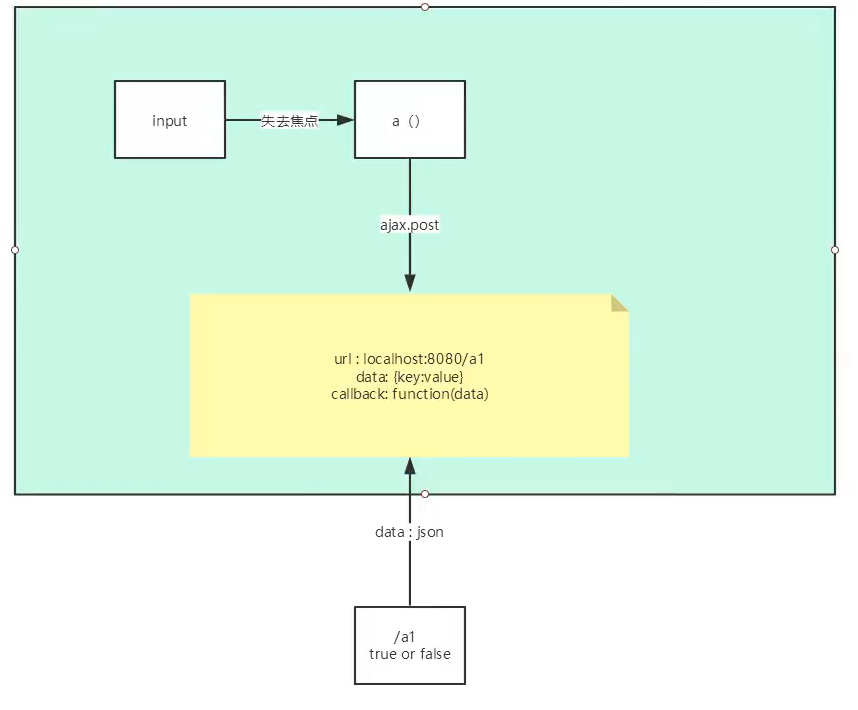 input
失去焦点
a（）
ajax.post
url : localhost:8080/a1
data: {key:value}
callback: function(data)
data : json
/a1
true or false